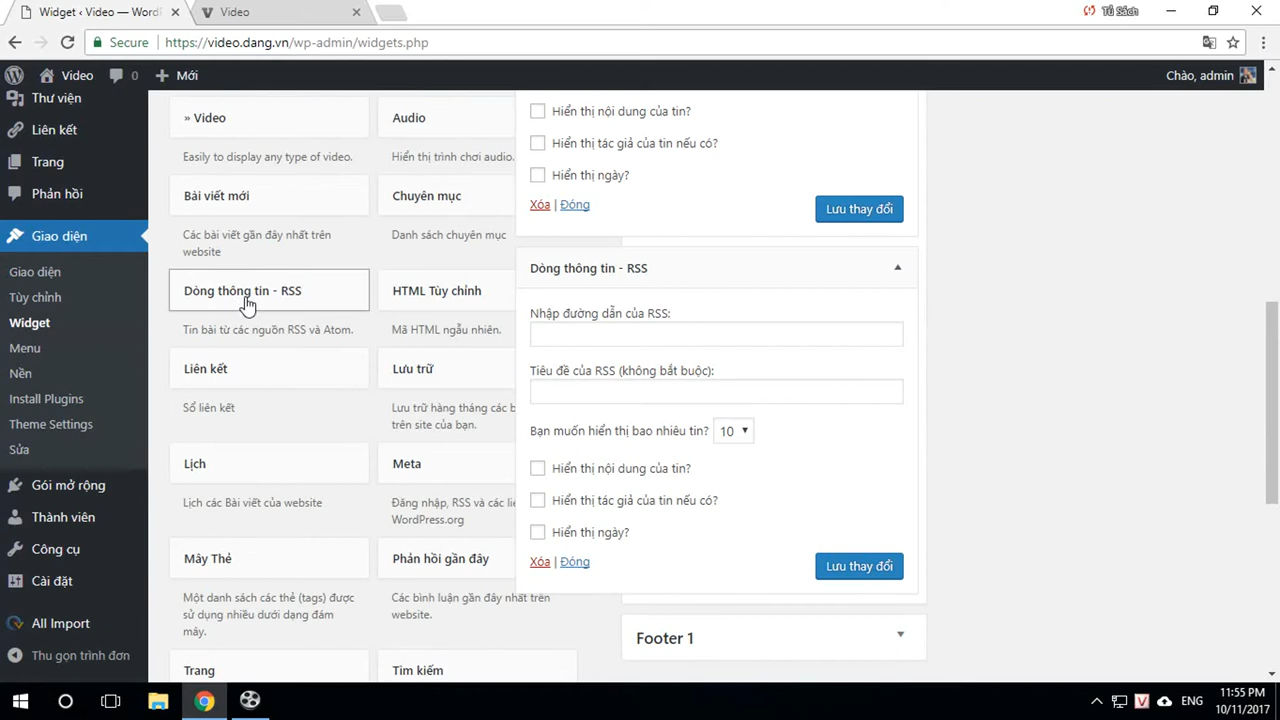 Widget ‹ Video — WordP
Video
Tủ Sách
Secure
https://video.dang.vn/wp-admin/widgets.php
Video
0
Mới
Chào, admin
Thư viện
Liên kết
Trang
Phản hồi
Giao diện
Giao diện
Tùy chỉnh
Widget
Menu
Nền
Install Plugins
Theme Settings
Sửa
Gói mở rộng
Thành viên
Công cụ
Cài đặt
All Import
Thu gọn trình đơn
» Video
Easily to display any type of video.
Bài viết mới
Các bài viết gần đây nhất trên
website
Dòng thông tin - RSS
Tin bài từ các nguồn RSS và Atom.
Liên kết
Sổ liên kết
Lịch
Lịch các Bài viết của website
Mây Thẻ
Một danh sách các thẻ (tags) được
sử dụng nhiều dưới dạng đám
mây.
Trang
Audio
Hiển thị trình chơi audio.
Chuyên mục
Danh sách chuyên mục
HTML Tùy chỉnh
Mã HTML ngẫu nhiên.
Lưu trữ
Lưu trữ hàng tháng các b
trên site của bạn.
Meta
Đăng nhập, RSS và các liê
WordPress.org
Phản hồi gần đây
Các bình luận gần đây nhất trên
website.
Tìm kiếm
Hiển thị nội dung của tin?
Hiển thị tác giả của tin nếu có?
Hiển thị ngày?
Xóa | Đóng
Lưu thay đổi
Dòng thông tin - RSS
Nhập đường dẫn của RSS:
Tiêu đề của RSS (không bắt buộc):
Bạn muốn hiển thị bao nhiêu tin? 10
Hiển thị nội dung của tin?
Hiển thị tác giả của tin nếu có?
Hiển thị ngày?
Xóa | Đóng
Lưu thay đổi
Footer 1
ENG
11:55 PM
10/11/2017